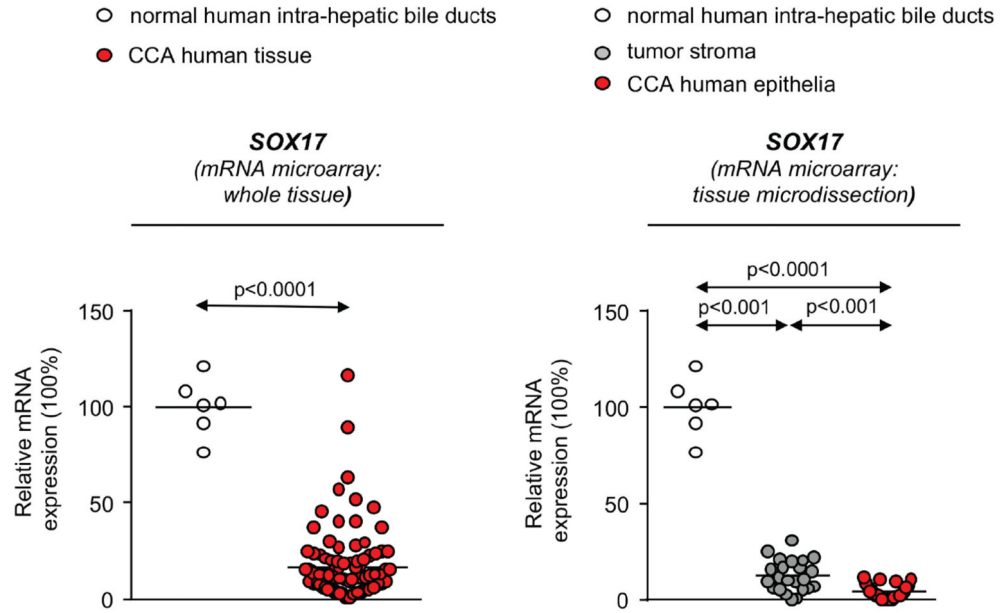 normal human intra-hepatic bile ducts
CCA human tissue
SOX17
(mRNA microarray:
whole tissue)
p<0.0001
150
100
50
0
Relative mRNA
expression (100%)
normal human intra-hepatic bile ducts
tumor stroma
CCA human epithelia
SOX17
(mRNA microarray:
tissue microdissection)
p<0.0001
p<0.001 p<0.001
150
100
50
0
Relative mRNA
expression (100%)